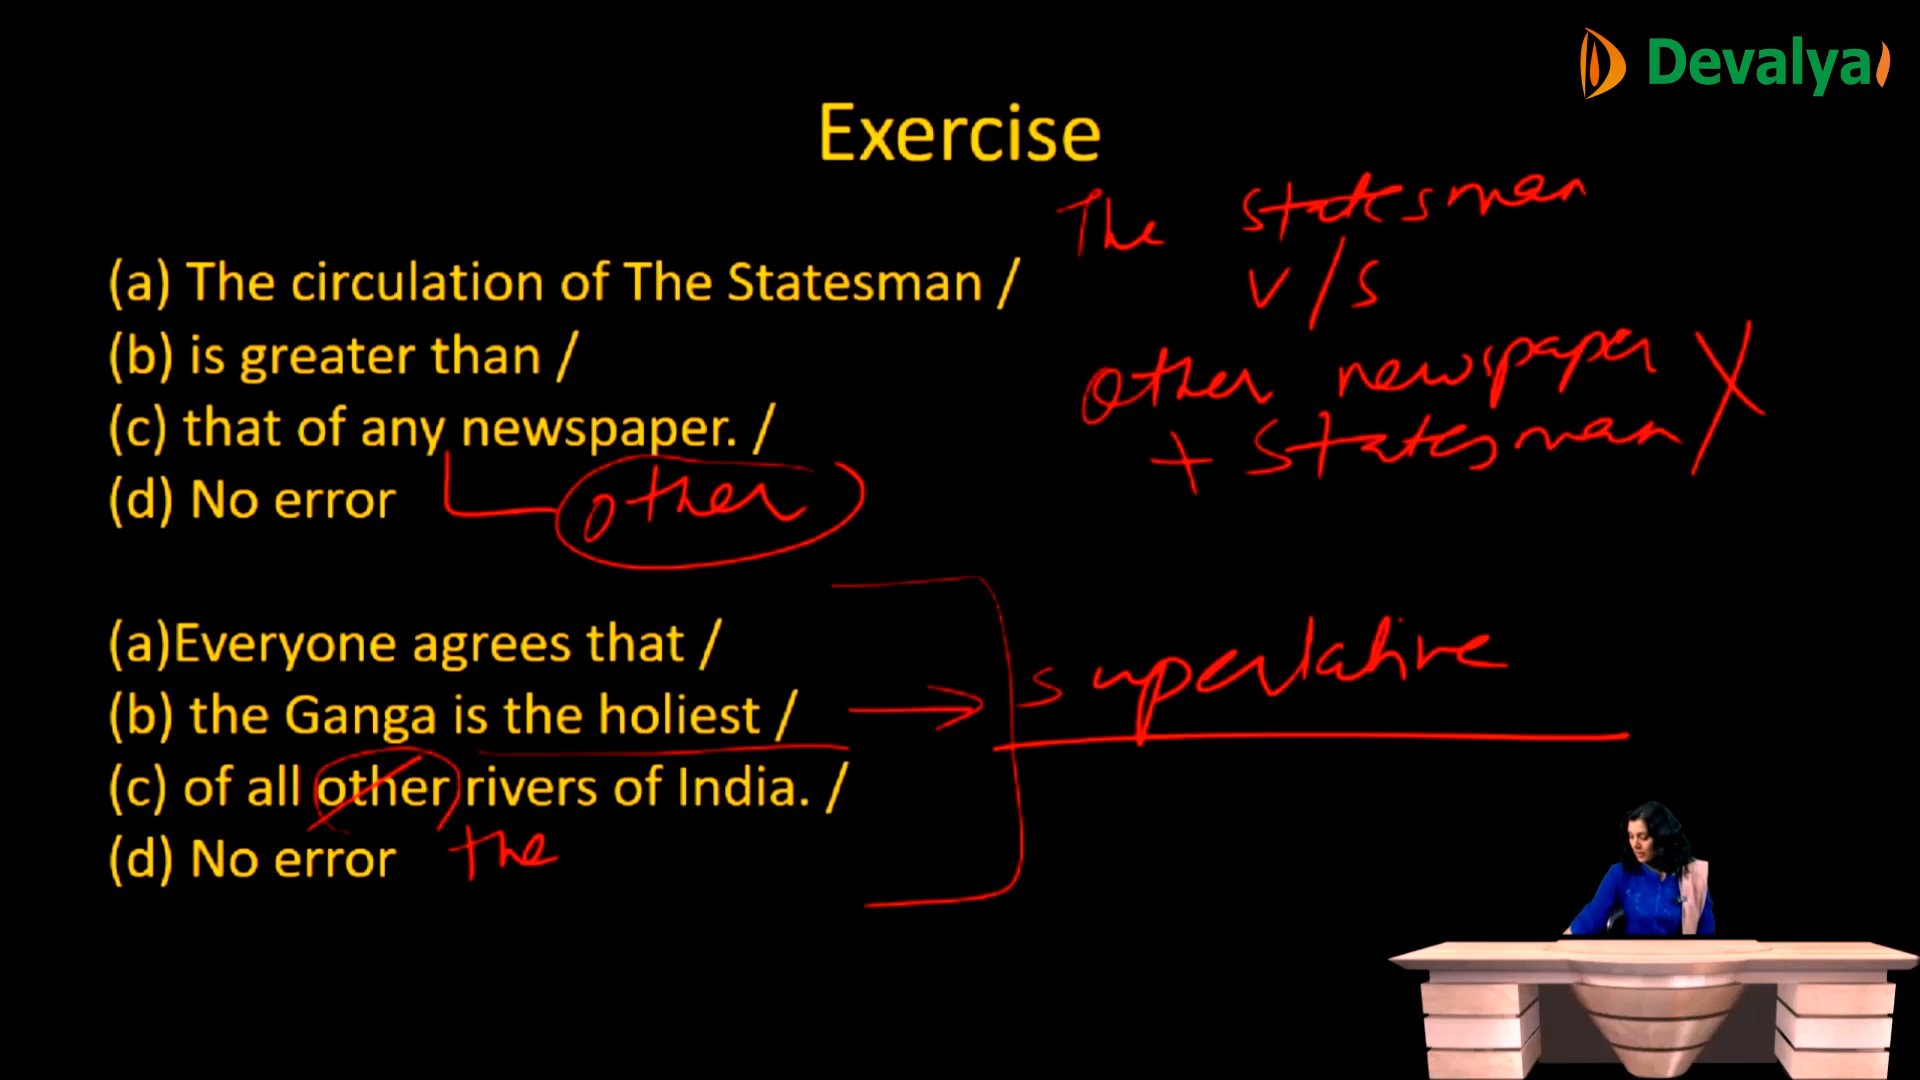 Devalya
Exercise
The Statesman
v/s
Other newspaper X
+ Statesman
(a) The circulation of The Statesman /
(b) is greater than /
(c) that of any newspaper. /
(d) No error
other
(a)Everyone agrees that /
(b) the Ganga is the holiest /
superlative
(c) of all other rivers of India. /
(d) No error
the